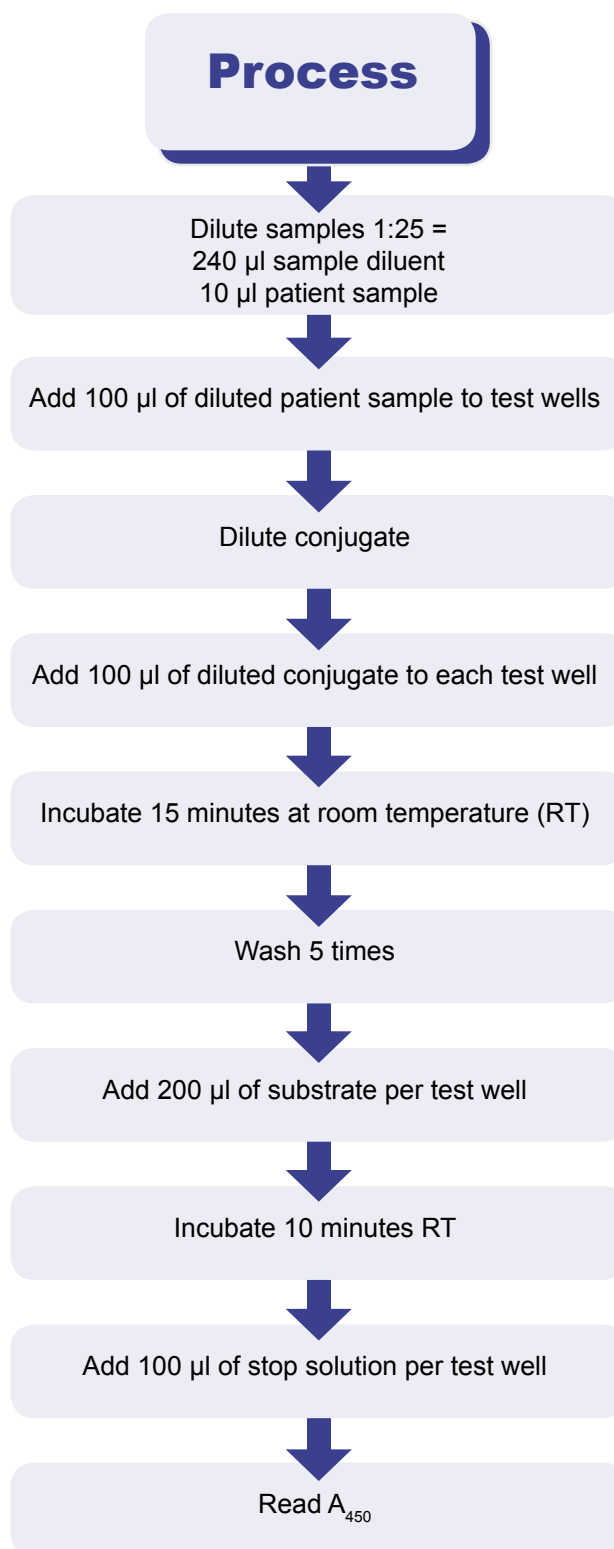 Process
Dilute samples 1:25 =
240 µl sample diluent
10 µl patient sample
Add 100 µl of diluted patient sample to test wells
Dilute conjugate
Add 100 µl of diluted conjugate to each test well
Incubate 15 minutes at room temperature (RT)
Wash 5 times
Add 200 µl of substrate per test well
Incubate 10 minutes RT
Add 100 µl of stop solution per test well
Read A450